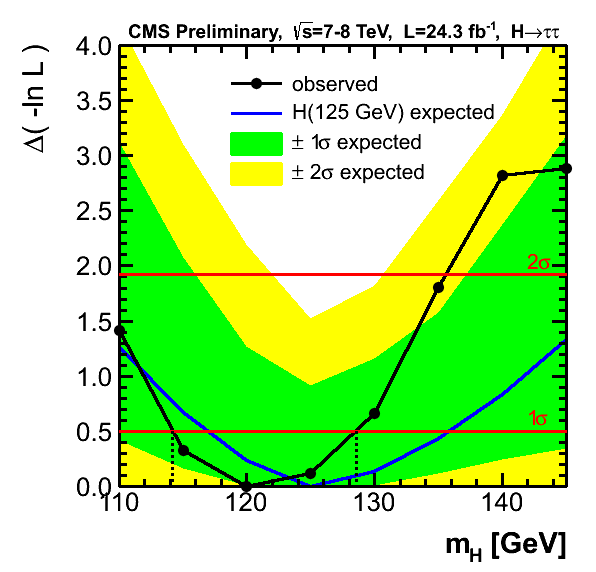 CMS Preliminary, √s=7-8 TeV, L=24.3 fb⁻¹, H→ττ
Δ( -ln L )
4.0
3.5
3.0
2.5
2.0
1.5
1.0
0.5
0.0
observed
H(125 GeV) expected
± 1σ expected
± 2σ expected
2σ
1σ
110
120
130
140
m_H [GeV]